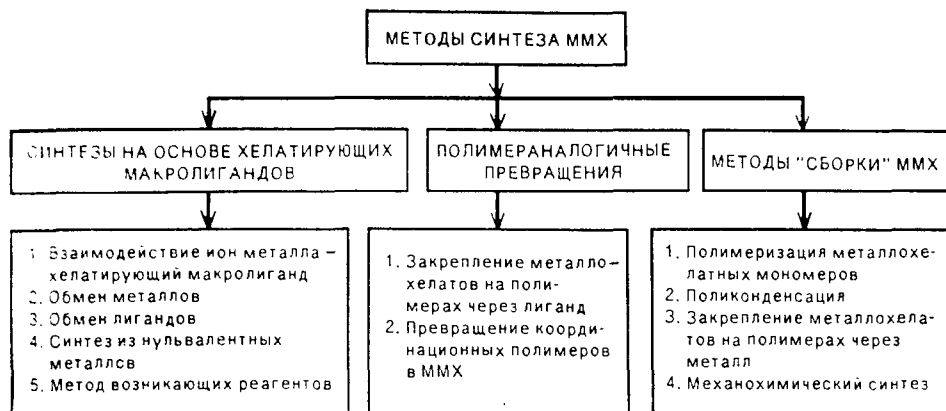 МЕТОДЫ СИНТЕЗА ММХ
СИНТЕЗЫ НА ОСНОВЕ ХЕЛАТИРУЮЩИХ
МАКРОЛИГАНДОВ
1. Взаимодействие ион металла –
хелатирующий макролиганд
2. Обмен металлов
3. Обмен лигандов
4. Синтез из нульвалентных
металлов
5. Метод возникающих реагентов
ПОЛИМЕРАНАЛОГИЧНЫЕ
ПРЕВРАЩЕНИЯ
1. Закрепление металло-
хелатов на поли-
мерах через лиганд
2. Превращение коорди-
национных полимеров
в ММХ
МЕТОДЫ "СБОРКИ" ММХ
1. Полимеризация металлохе-
латных мономеров
2. Поликонденсация
3. Закрепление металлохела-
тов на полимерах через
металл
4. Механохимический синтез